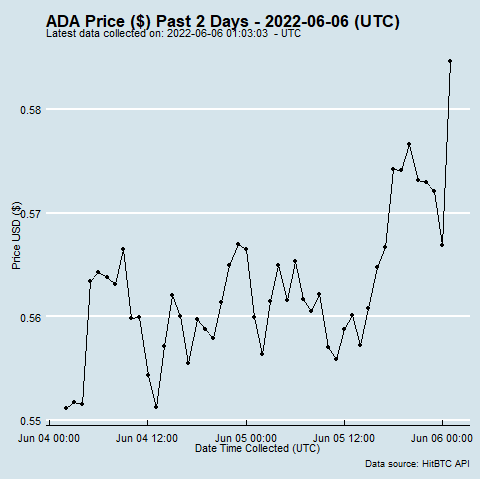 ADA Price ($) Past 2 Days - 2022-06-06 (UTC)
Latest data collected on: 2022-06-06 01:03:03 - UTC
0.58
0.57
0.56
0.55
Price USD ($)
Jun 04 00:00 Jun 04 12:00 Jun 05 00:00 Jun 05 12:00 Jun 06 00:00
Date Time Collected (UTC)
Data source: HitBTC API